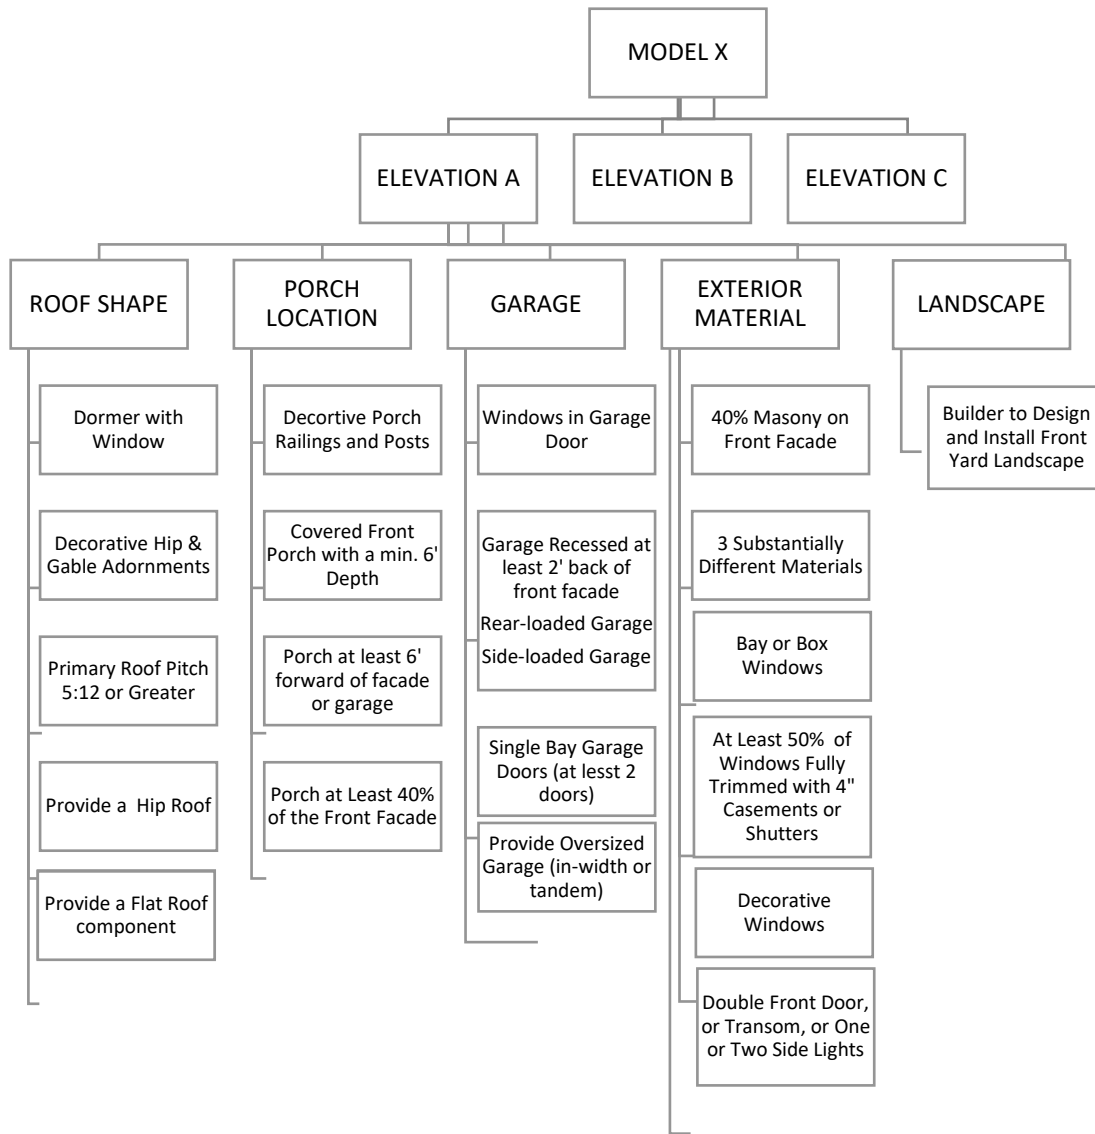 MODEL X
ELEVATION A
ELEVATION B
ELEVATION C
ROOF SHAPE
PORCH
LOCATION
GARAGE
EXTERIOR
MATERIAL
LANDSCAPE
Dormer with
Window
Decorative Hip &
Gable Adornments
Primary Roof Pitch
5:12 or Greater
Provide a Hip Roof
Provide a Flat Roof
component
Decortive Porch
Railings and Posts
Covered Front
Porch with a min. 6'
Depth
Porch at least 6'
forward of facade
or garage
Porch at Least 40%
of the Front Facade
Windows in Garage
Door
Garage Recessed at
least 2' back of
front facade
Rear-loaded Garage
Side-loaded Garage
Single Bay Garage
Doors (at lesst 2
doors)
Provide Oversized
Garage (in-width or
tandem)
40% Masony on
Front Facade
3 Substantially
Different Materials
Bay or Box
Windows
At Least 50% of
Windows Fully
Trimmed with 4"
Casements or
Shutters
Decorative
Windows
Double Front Door,
or Transom, or One
or Two Side Lights
Builder to Design
and Install Front
Yard Landscape